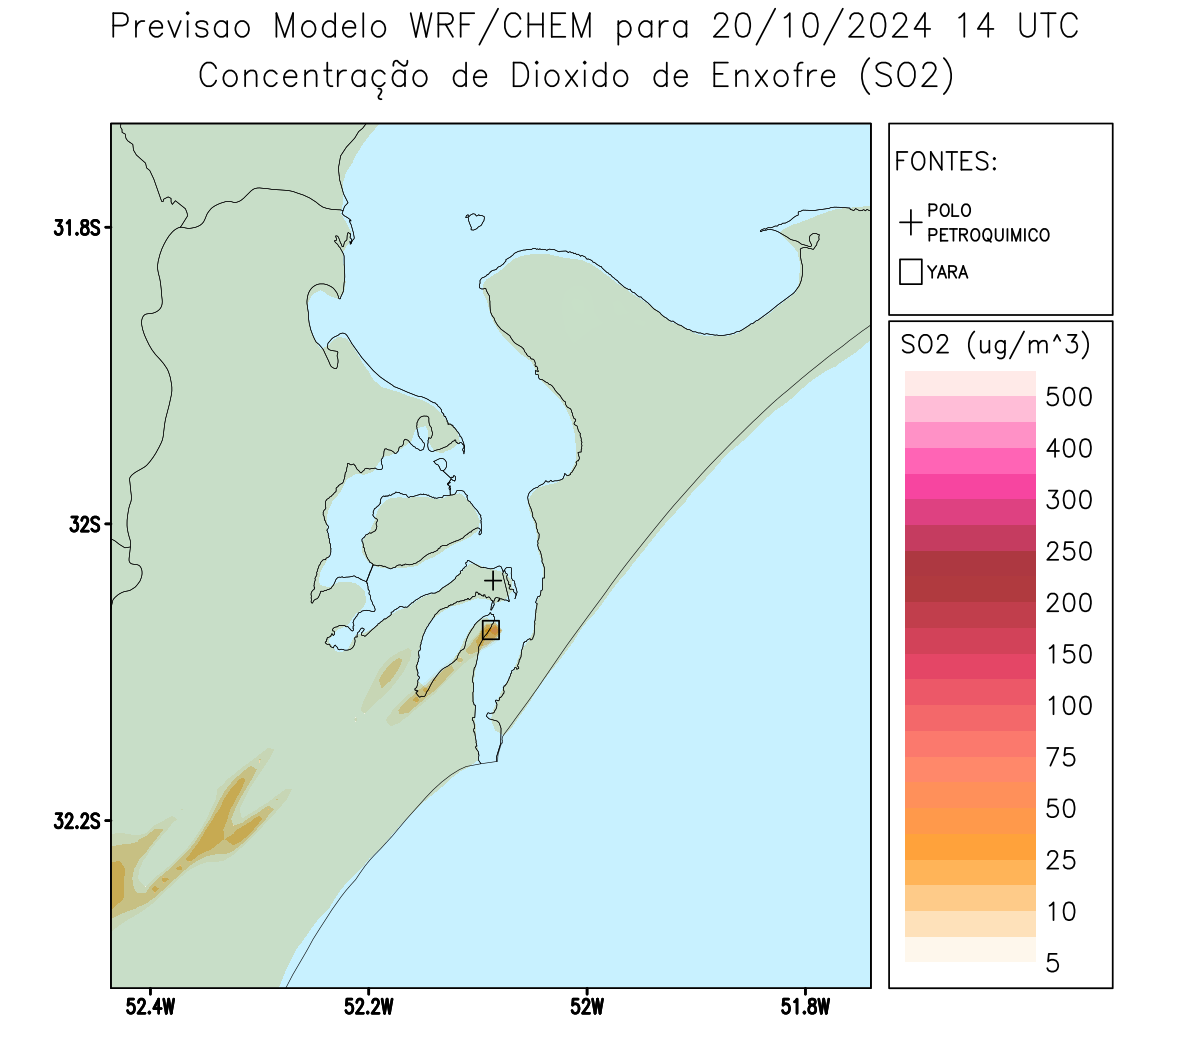 Previsao Modelo WRF/CHEM para 20/10/2024 14 UTC
Concentração de Dioxido de Enxofre (SO2)
FONTES:
POLO
PETROQUIMICO
YARA
SO2 (ug/m^3)
500
400
300
250
200
150
100
75
50
25
10
5
31.8S
32S
32.2S
52.4W
52.2W
52W
51.8W